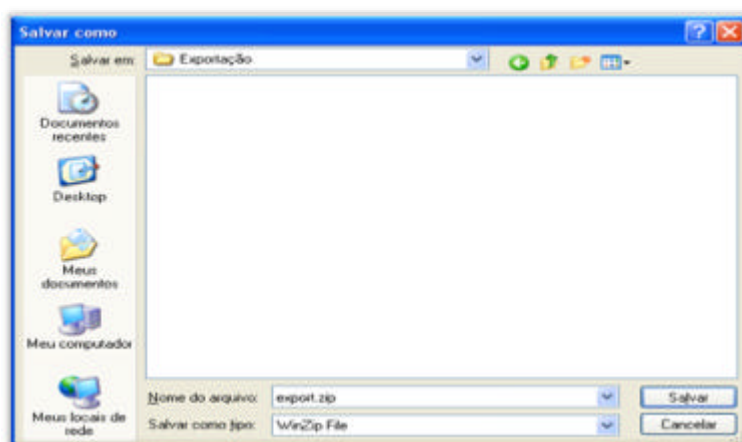 Salvar como
Salvar em:
Exportação
Documentos
recentes
Desktop
Meus
documentos
Meu computador
Meus locais de
rede
Nome do arquivo:
export.zip
Salvar
Salvar como tipo:
WinZip File
Cancelar